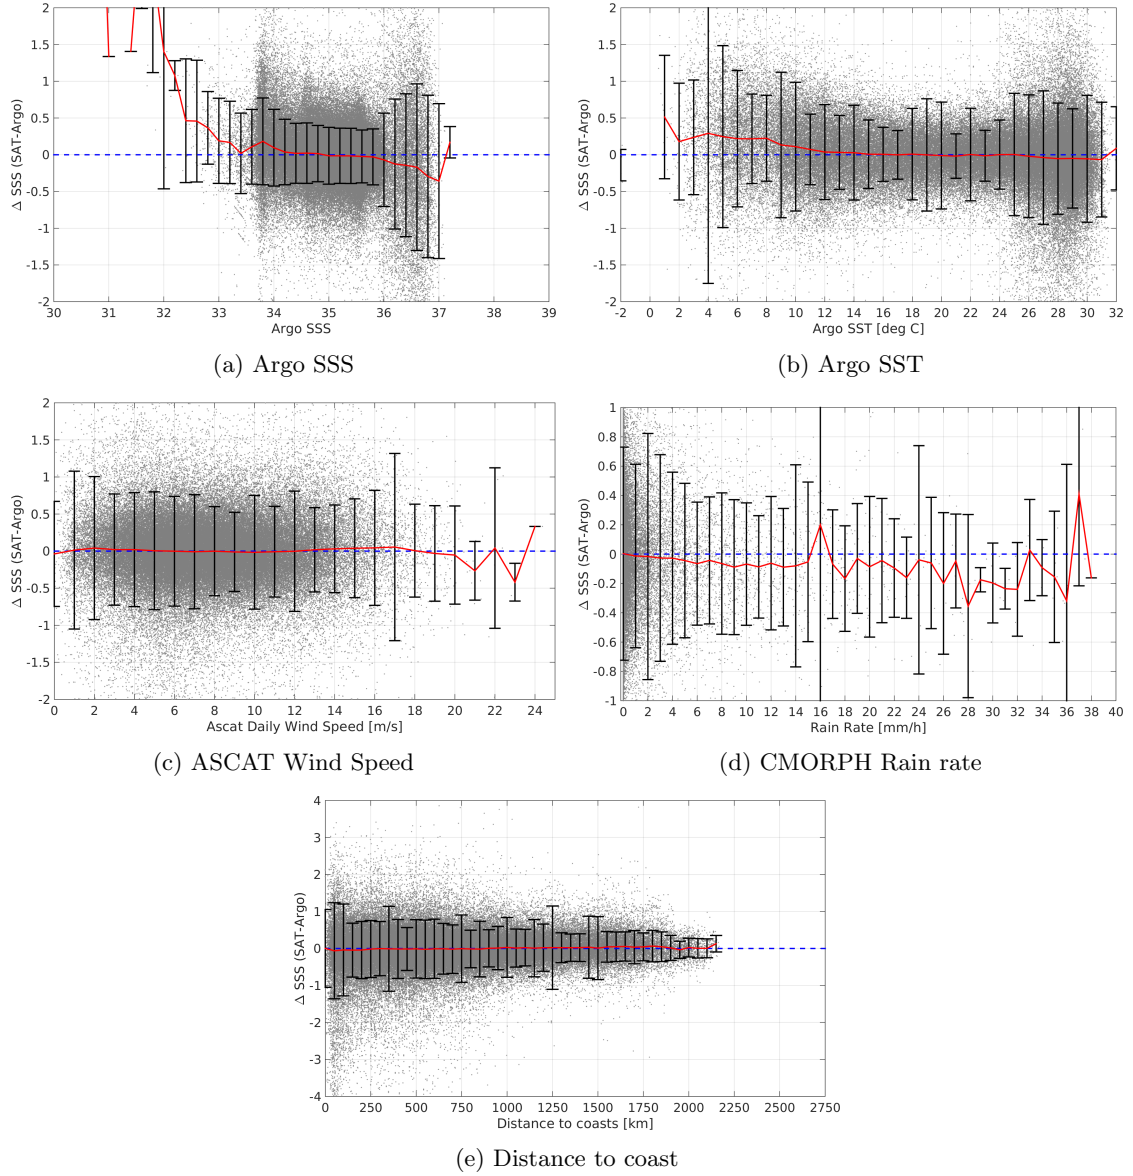 2
1.5
1
0.5
0
-0.5
-1
-1.5
-2
Δ SSS (SAT-Argo)
30 31 32 33 34 35 36 37 38 39
Argo SSS
(a) Argo SSS
2
1.5
1
0.5
0
-0.5
-1
-1.5
-2
Δ SSS (SAT-Argo)
-2 0 2 4 6 8 10 12 14 16 18 20 22 24 26 28 30 32
Argo SST [deg C]
(b) Argo SST
2
1.5
1
0.5
0
-0.5
-1
-1.5
-2
Δ SSS (SAT-Argo)
0 2 4 6 8 10 12 14 16 18 20 22 24
Ascat Daily Wind Speed [m/s]
(c) ASCAT Wind Speed
1
0.8
0.6
0.4
0.2
0
-0.2
-0.4
-0.6
-0.8
-1
Δ SSS (SAT-Argo)
0 2 4 6 8 10 12 14 16 18 20 22 24 26 28 30 32 34 36 38 40
Rain Rate [mm/h]
(d) CMORPH Rain rate
4
3
2
1
0
-1
-2
-3
-4
Δ SSS (SAT-Argo)
0 250 500 750 1000 1250 1500 1750 2000 2250 2500 2750
Distance to coasts [km]
(e) Distance to coast